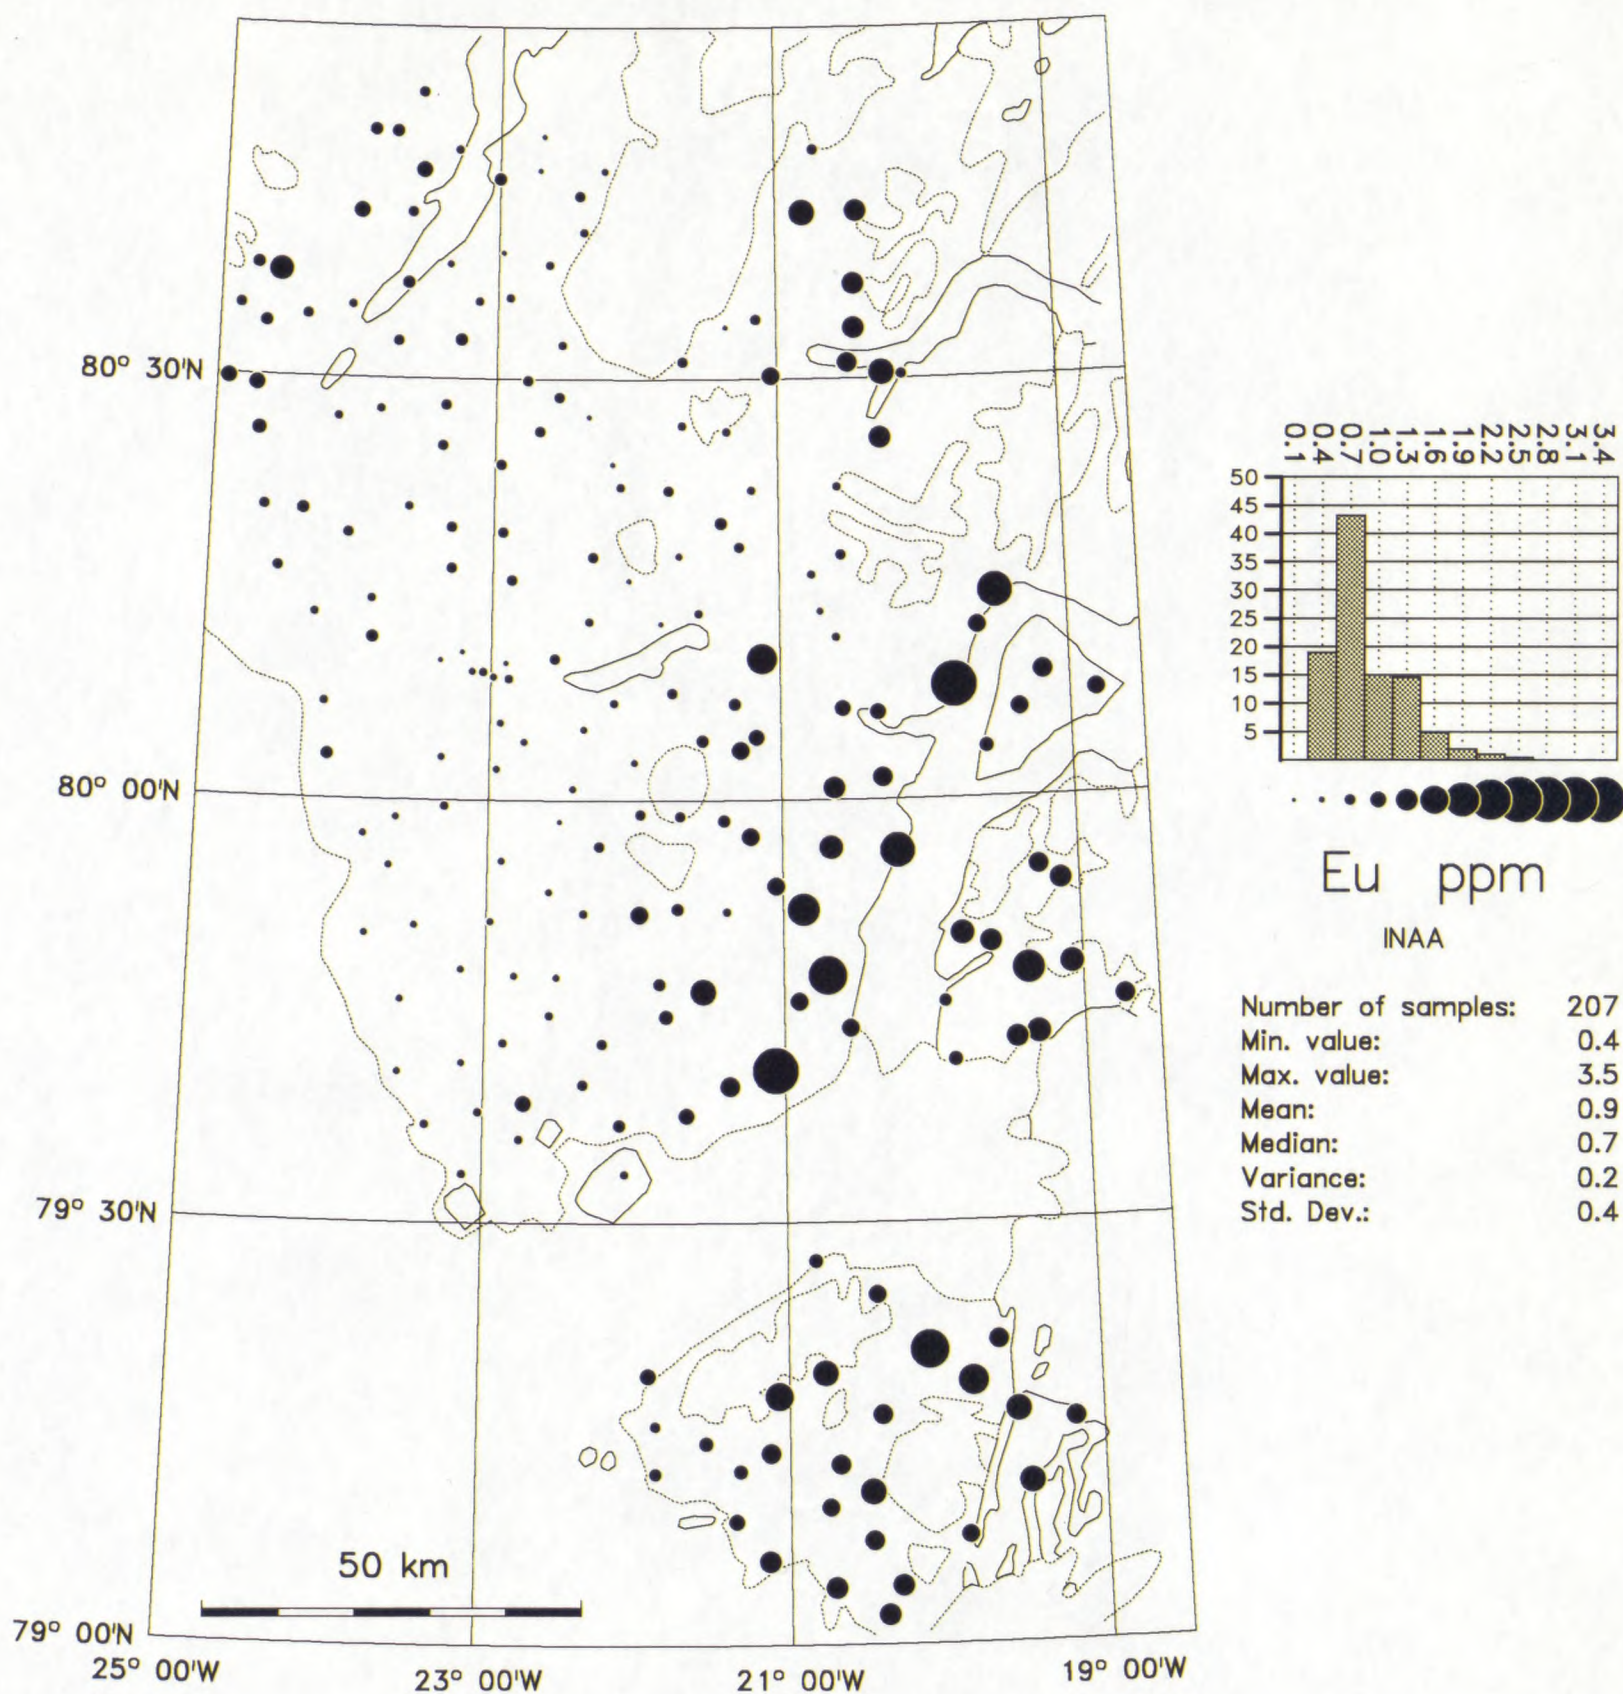 80° 30'N
80° 00'N
79° 30'N
79° 00'N
25° 00'W
23° 00'W
21° 00'W
19° 00'W
50 km
0.1
0.4
0.7
1.0
1.3
1.6
1.9
2.2
2.5
2.8
3.1
3.4
50
45
40
35
30
25
20
15
10
5
Eu ppm
INAA
Number of samples: 207
Min. value: 0.4
Max. value: 3.5
Mean: 0.9
Median: 0.7
Variance: 0.2
Std. Dev.: 0.4